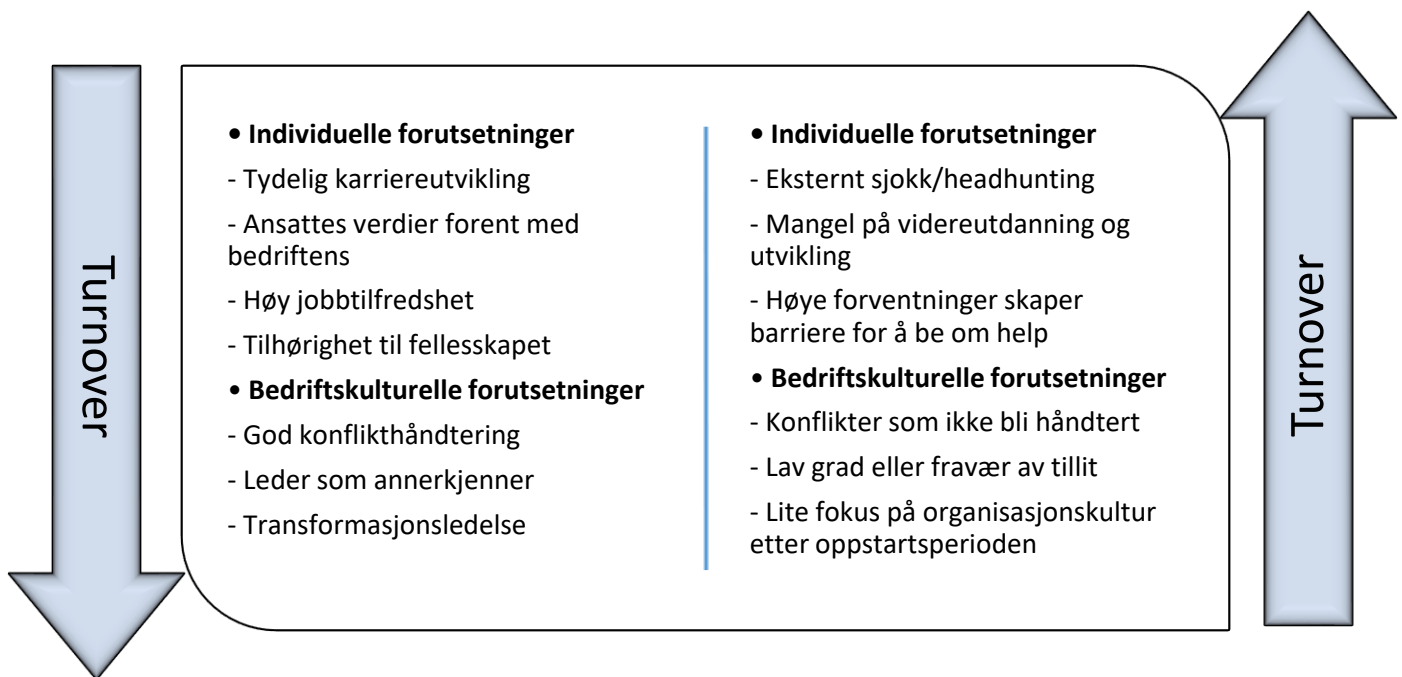 Turnover
• Individuelle forutsetninger
- Tydelig karriereutvikling
- Ansattes verdier forent med
bedriftens
- Høy jobbtilfredshet
- Tilhørighet til fellesskapet
• Bedriftskulturelle forutsetninger
- God konflikthåndtering
- Leder som annerkjenner
- Transformasjonsledelse
• Individuelle forutsetninger
- Eksternt sjokk/headhunting
- Mangel på videreutdanning og
utvikling
- Høye forventninger skaper
barriere for å be om help
• Bedriftskulturelle forutsetninger
- Konflikter som ikke bli håndtert
- Lav grad eller fravær av tillit
- Lite fokus på organisasjonskultur
etter oppstartsperioden
Turnover